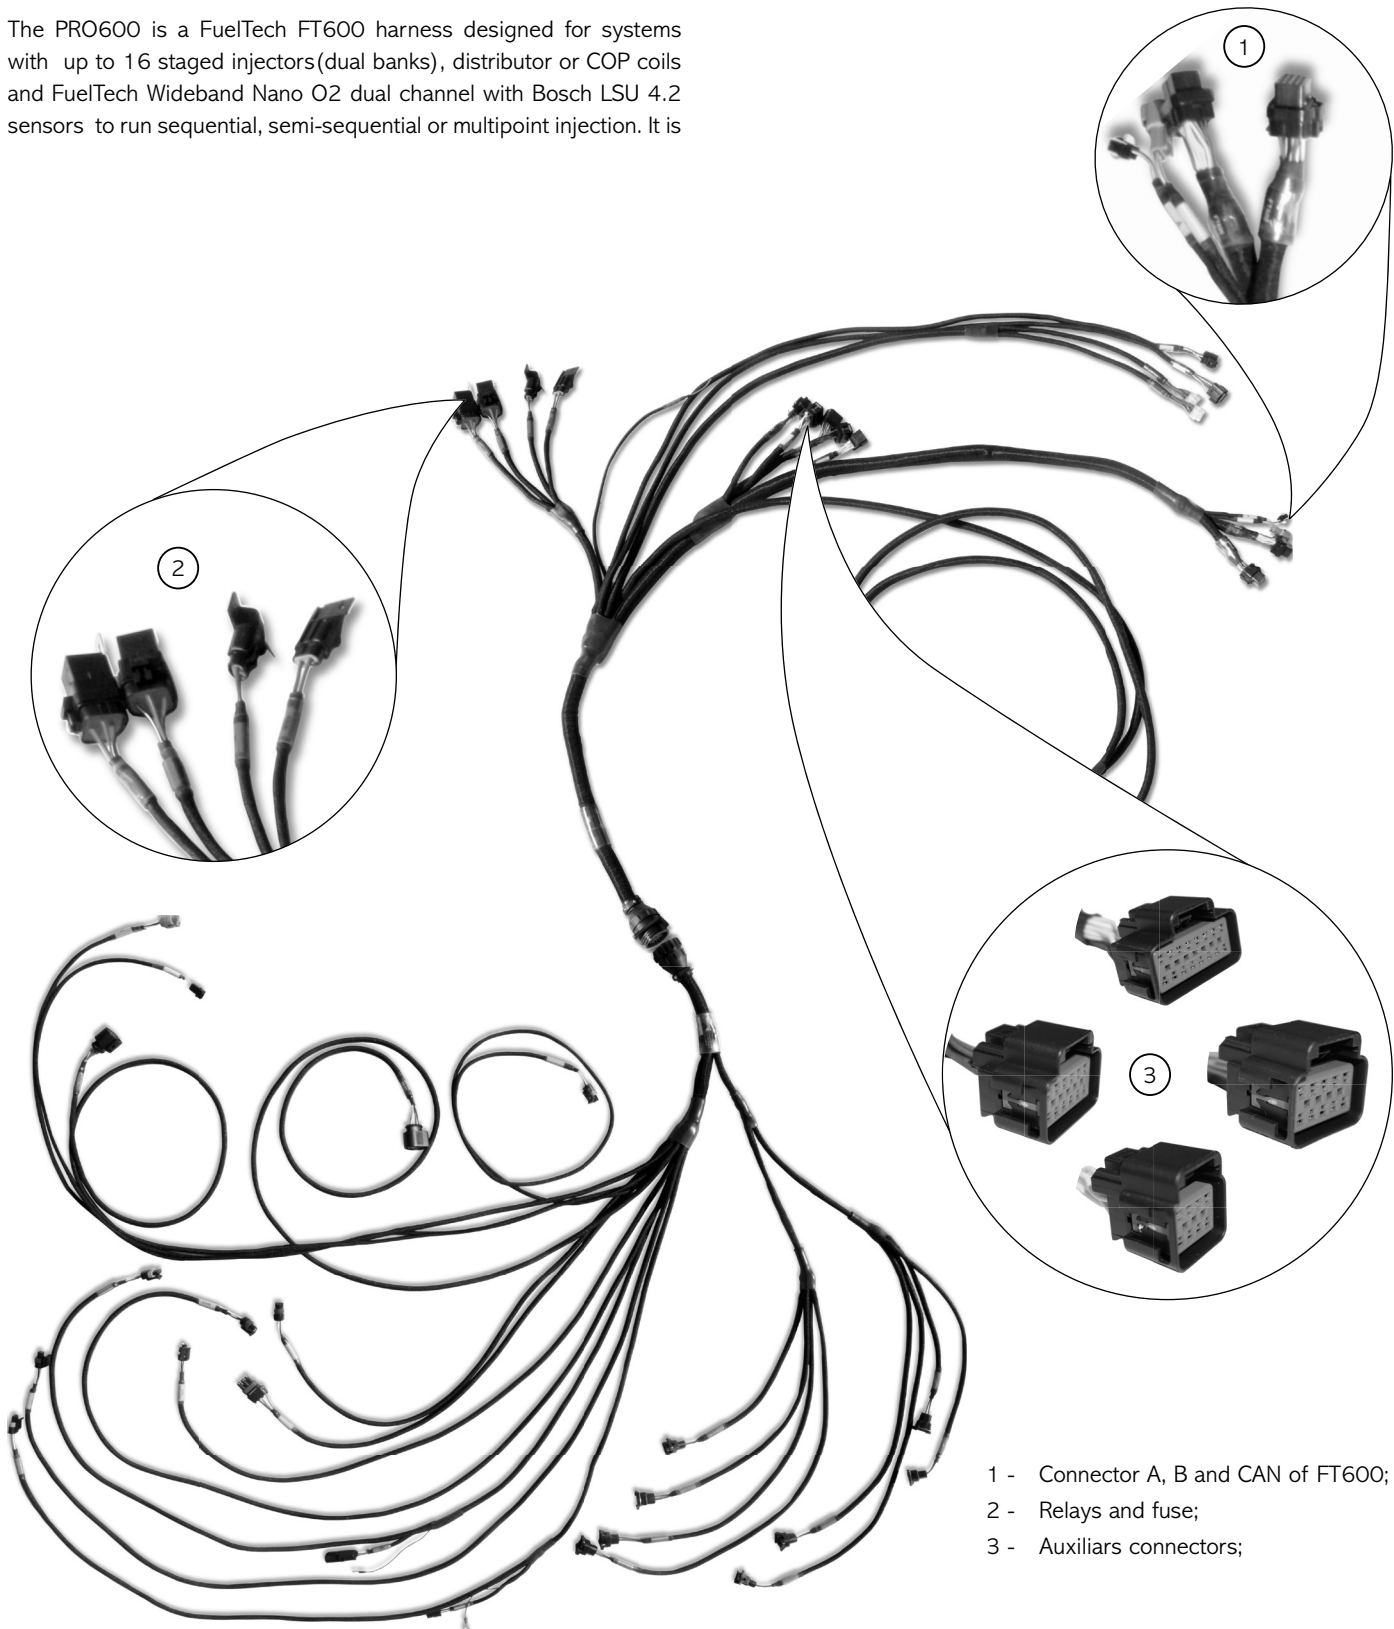 The PRO600 is a FuelTech FT600 harness designed for systems
with up to 16 staged injectors(dual banks), distributor or COP coils
and FuelTech Wideband Nano O2 dual channel with Bosch LSU 4.2
sensors to run sequential, semi-sequential or multipoint injection. It is
1
2
3
1 - Connector A, B and CAN of FT600;
2 - Relays and fuse;
3 - Auxiliars connectors;